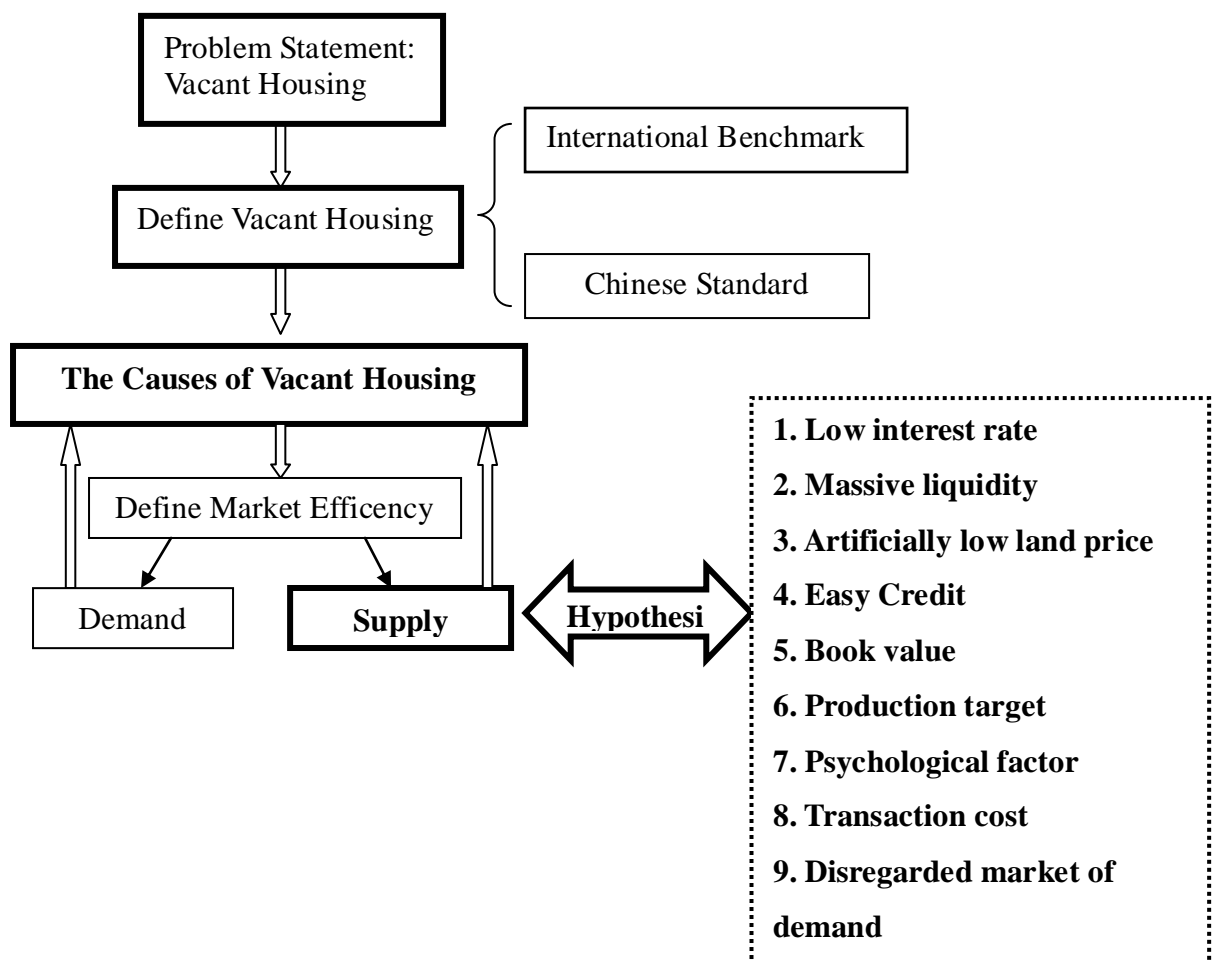 Problem Statement:
Vacant Housing
International Benchmark
Define Vacant Housing
Chinese Standard
The Causes of Vacant Housing
Define Market Efficency
Demand
Supply
Hypothesi
1. Low interest rate
2. Massive liquidity
3. Artificially low land price
4. Easy Credit
5. Book value
6. Production target
7. Psychological factor
8. Transaction cost
9. Disregarded market of
demand